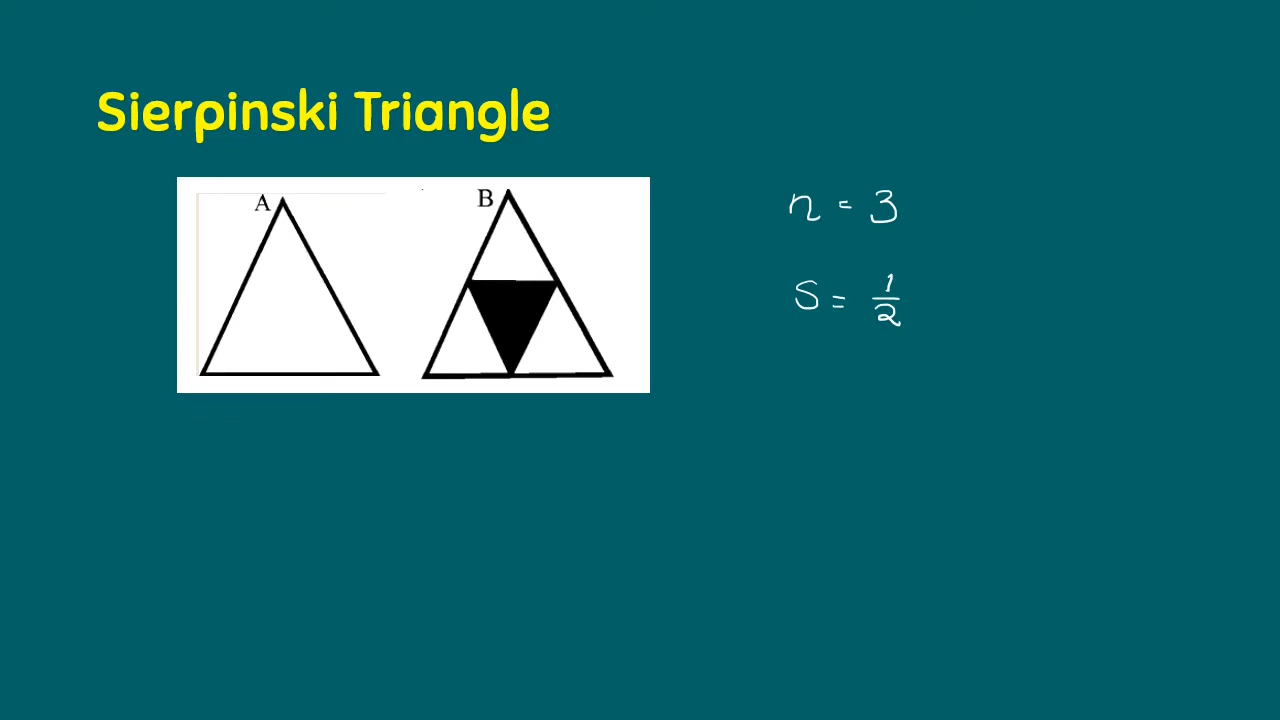 Sierpinski Triangle
A
B
n = 3
S = 1/2